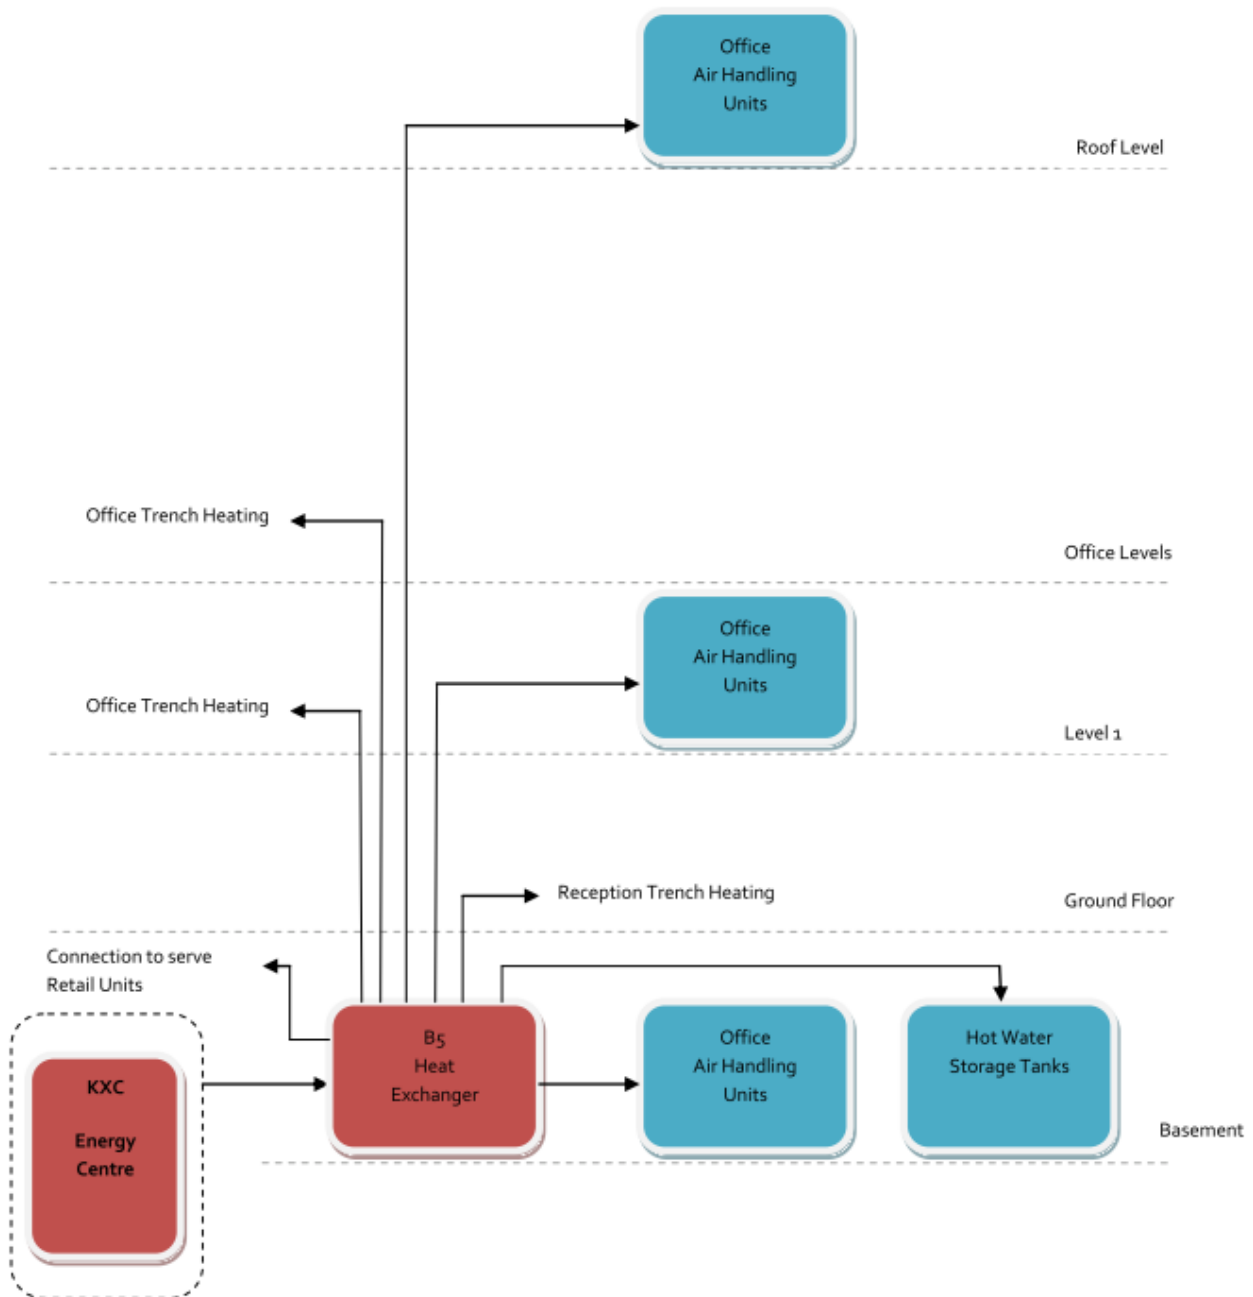 Office
Air Handling
Units
Roof Level
Office Trench Heating
Office Levels
Office
Air Handling
Units
Office Trench Heating
Level 1
Reception Trench Heating
Ground Floor
Connection to serve
Retail Units
B5
Heat
Exchanger
Office
Air Handling
Units
Hot Water
Storage Tanks
KXC
Energy
Centre
Basement